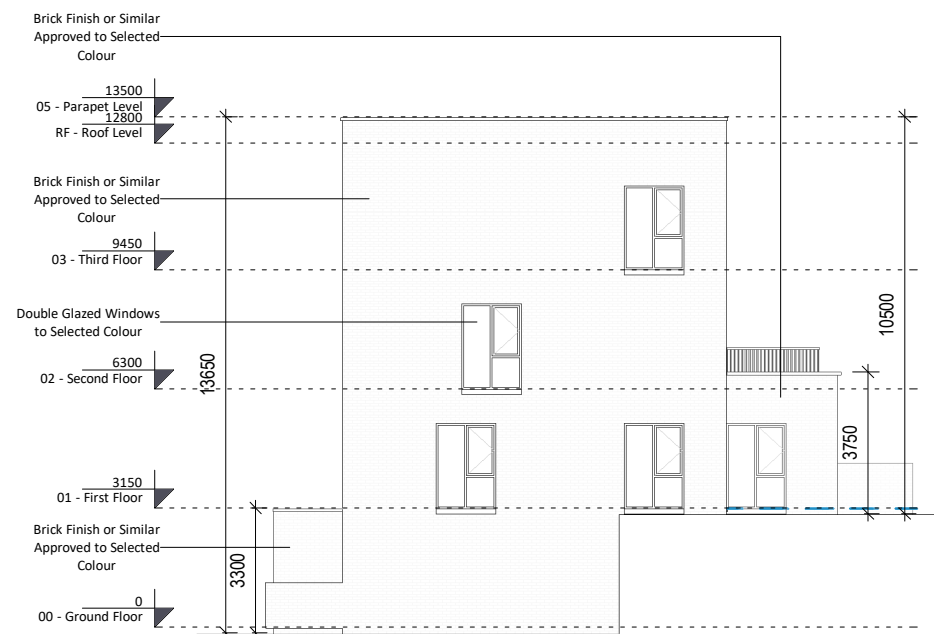 Brick Finish or Similar
Approved to Selected
Colour
13500
05 - Parapet Level
12800
RF - Roof Level
Brick Finish or Similar
Approved to Selected
Colour
9450
03 - Third Floor
Double Glazed Windows
to Selected Colour
6300
02 - Second Floor
13650
10500
3750
3150
01 - First Floor
Brick Finish or Similar
Approved to Selected
Colour
3300
0
00 - Ground Floor